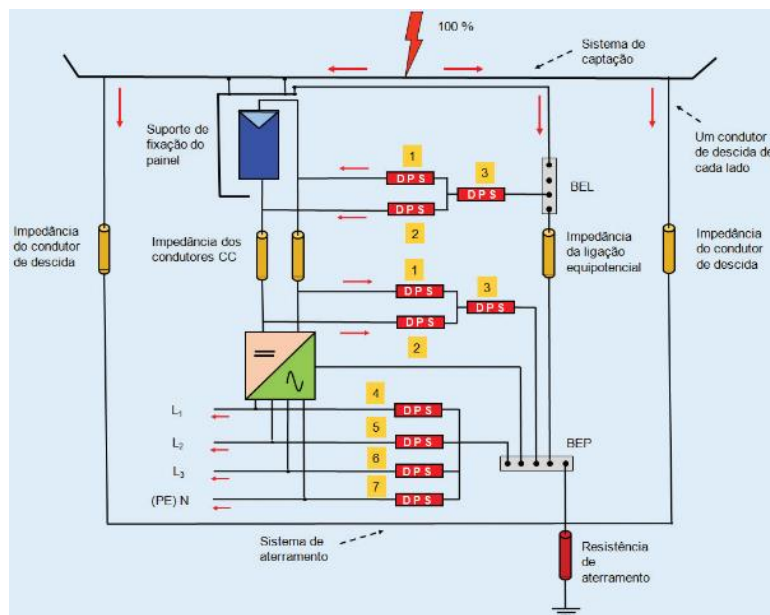 100 %
Sistema de
captação
Suporte de
fixação do
painel
Um condutor
de descida de
cada lado
1
DPS
3
DPS
BEL
DPS
2
Impedância
do condutor
de descida
Impedância dos
condutores CC
Impedância
da ligação
equipotencial
Impedância
do condutor
de descida
1
DPS
3
DPS
DPS
2
4
L1
DPS
5
L2
DPS
BEP
6
L3
DPS
7
(PE) N
DPS
Sistema de
aterramento
Resistência
de
aterramento